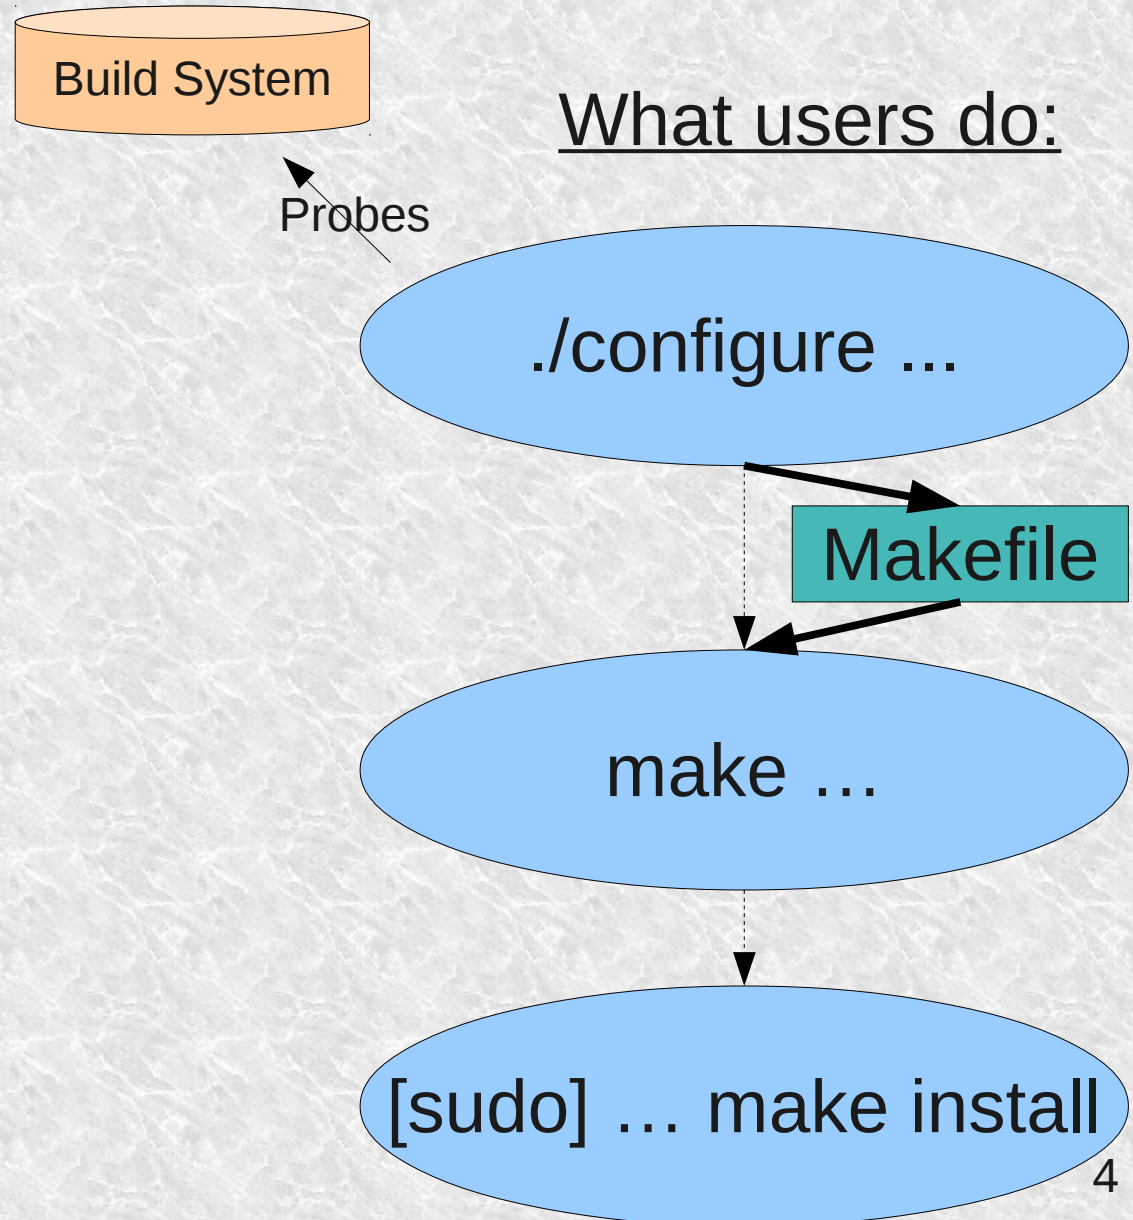 Build System
What users do:
Probes
./configure ...
Makefile
make …
[sudo] … make install
4